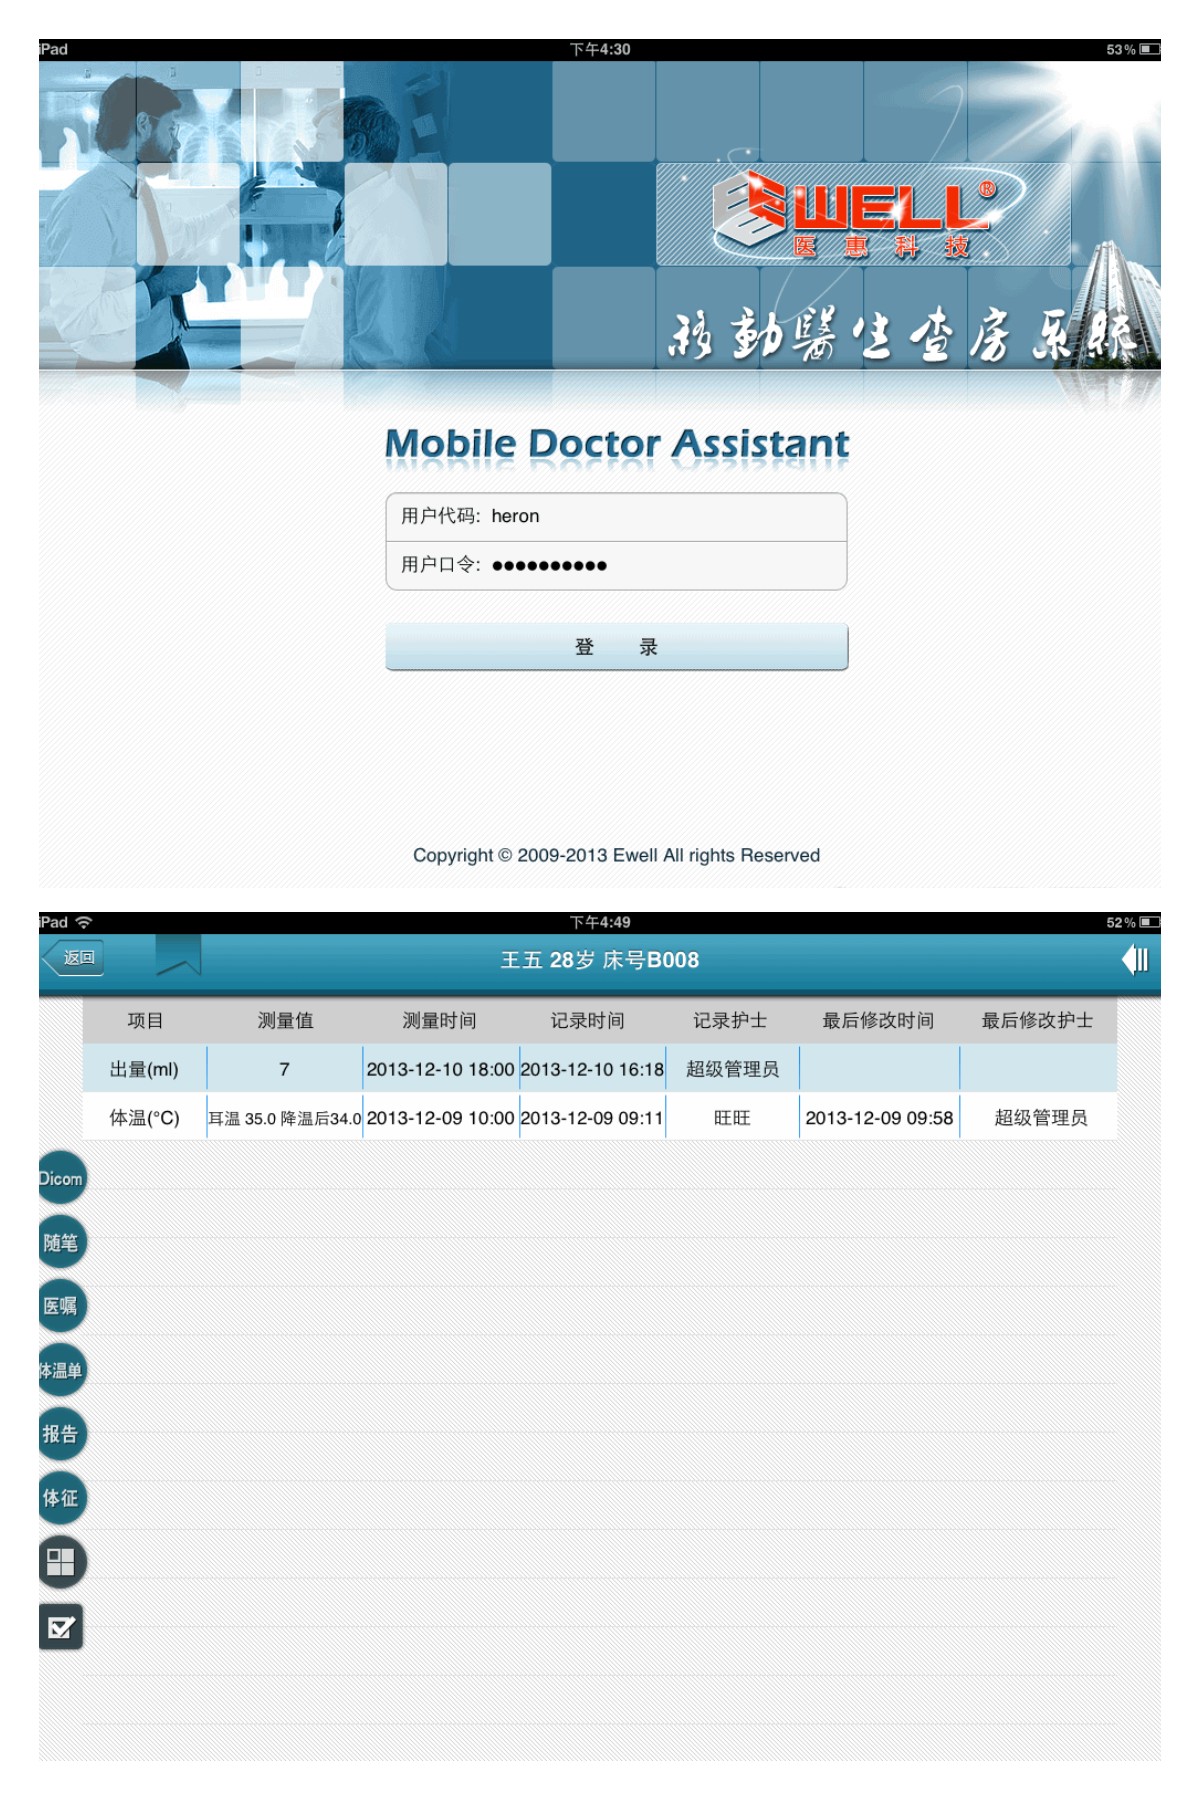 iPad 下午4:30 53%
EWELL®
医惠科技
移動醫生查房系統
Mobile Doctor Assistant
用户代码: heron
用户口令: ●●●●●●●●●●
登 录
Copyright © 2009-2013 Ewell All rights Reserved
iPad 下午4:49 52%
返回 王五 28岁 床号B008
项目 测量值 测量时间 记录时间 记录护士 最后修改时间 最后修改护士
出量(ml) 7 2013-12-10 18:00 2013-12-10 16:18 超级管理员
体温(°C) 耳温 35.0 降温后34.0 2013-12-09 10:00 2013-12-09 09:11 旺旺 2013-12-09 09:58 超级管理员
Dicom
随笔
医嘱
体温单
报告
体征